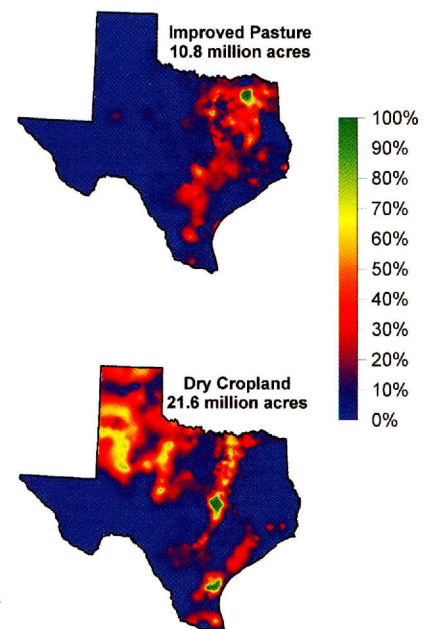 Improved Pasture
10.8 million acres
100%
90%
80%
70%
60%
50%
40%
30%
20%
10%
0%
Dry Cropland
21.6 million acres